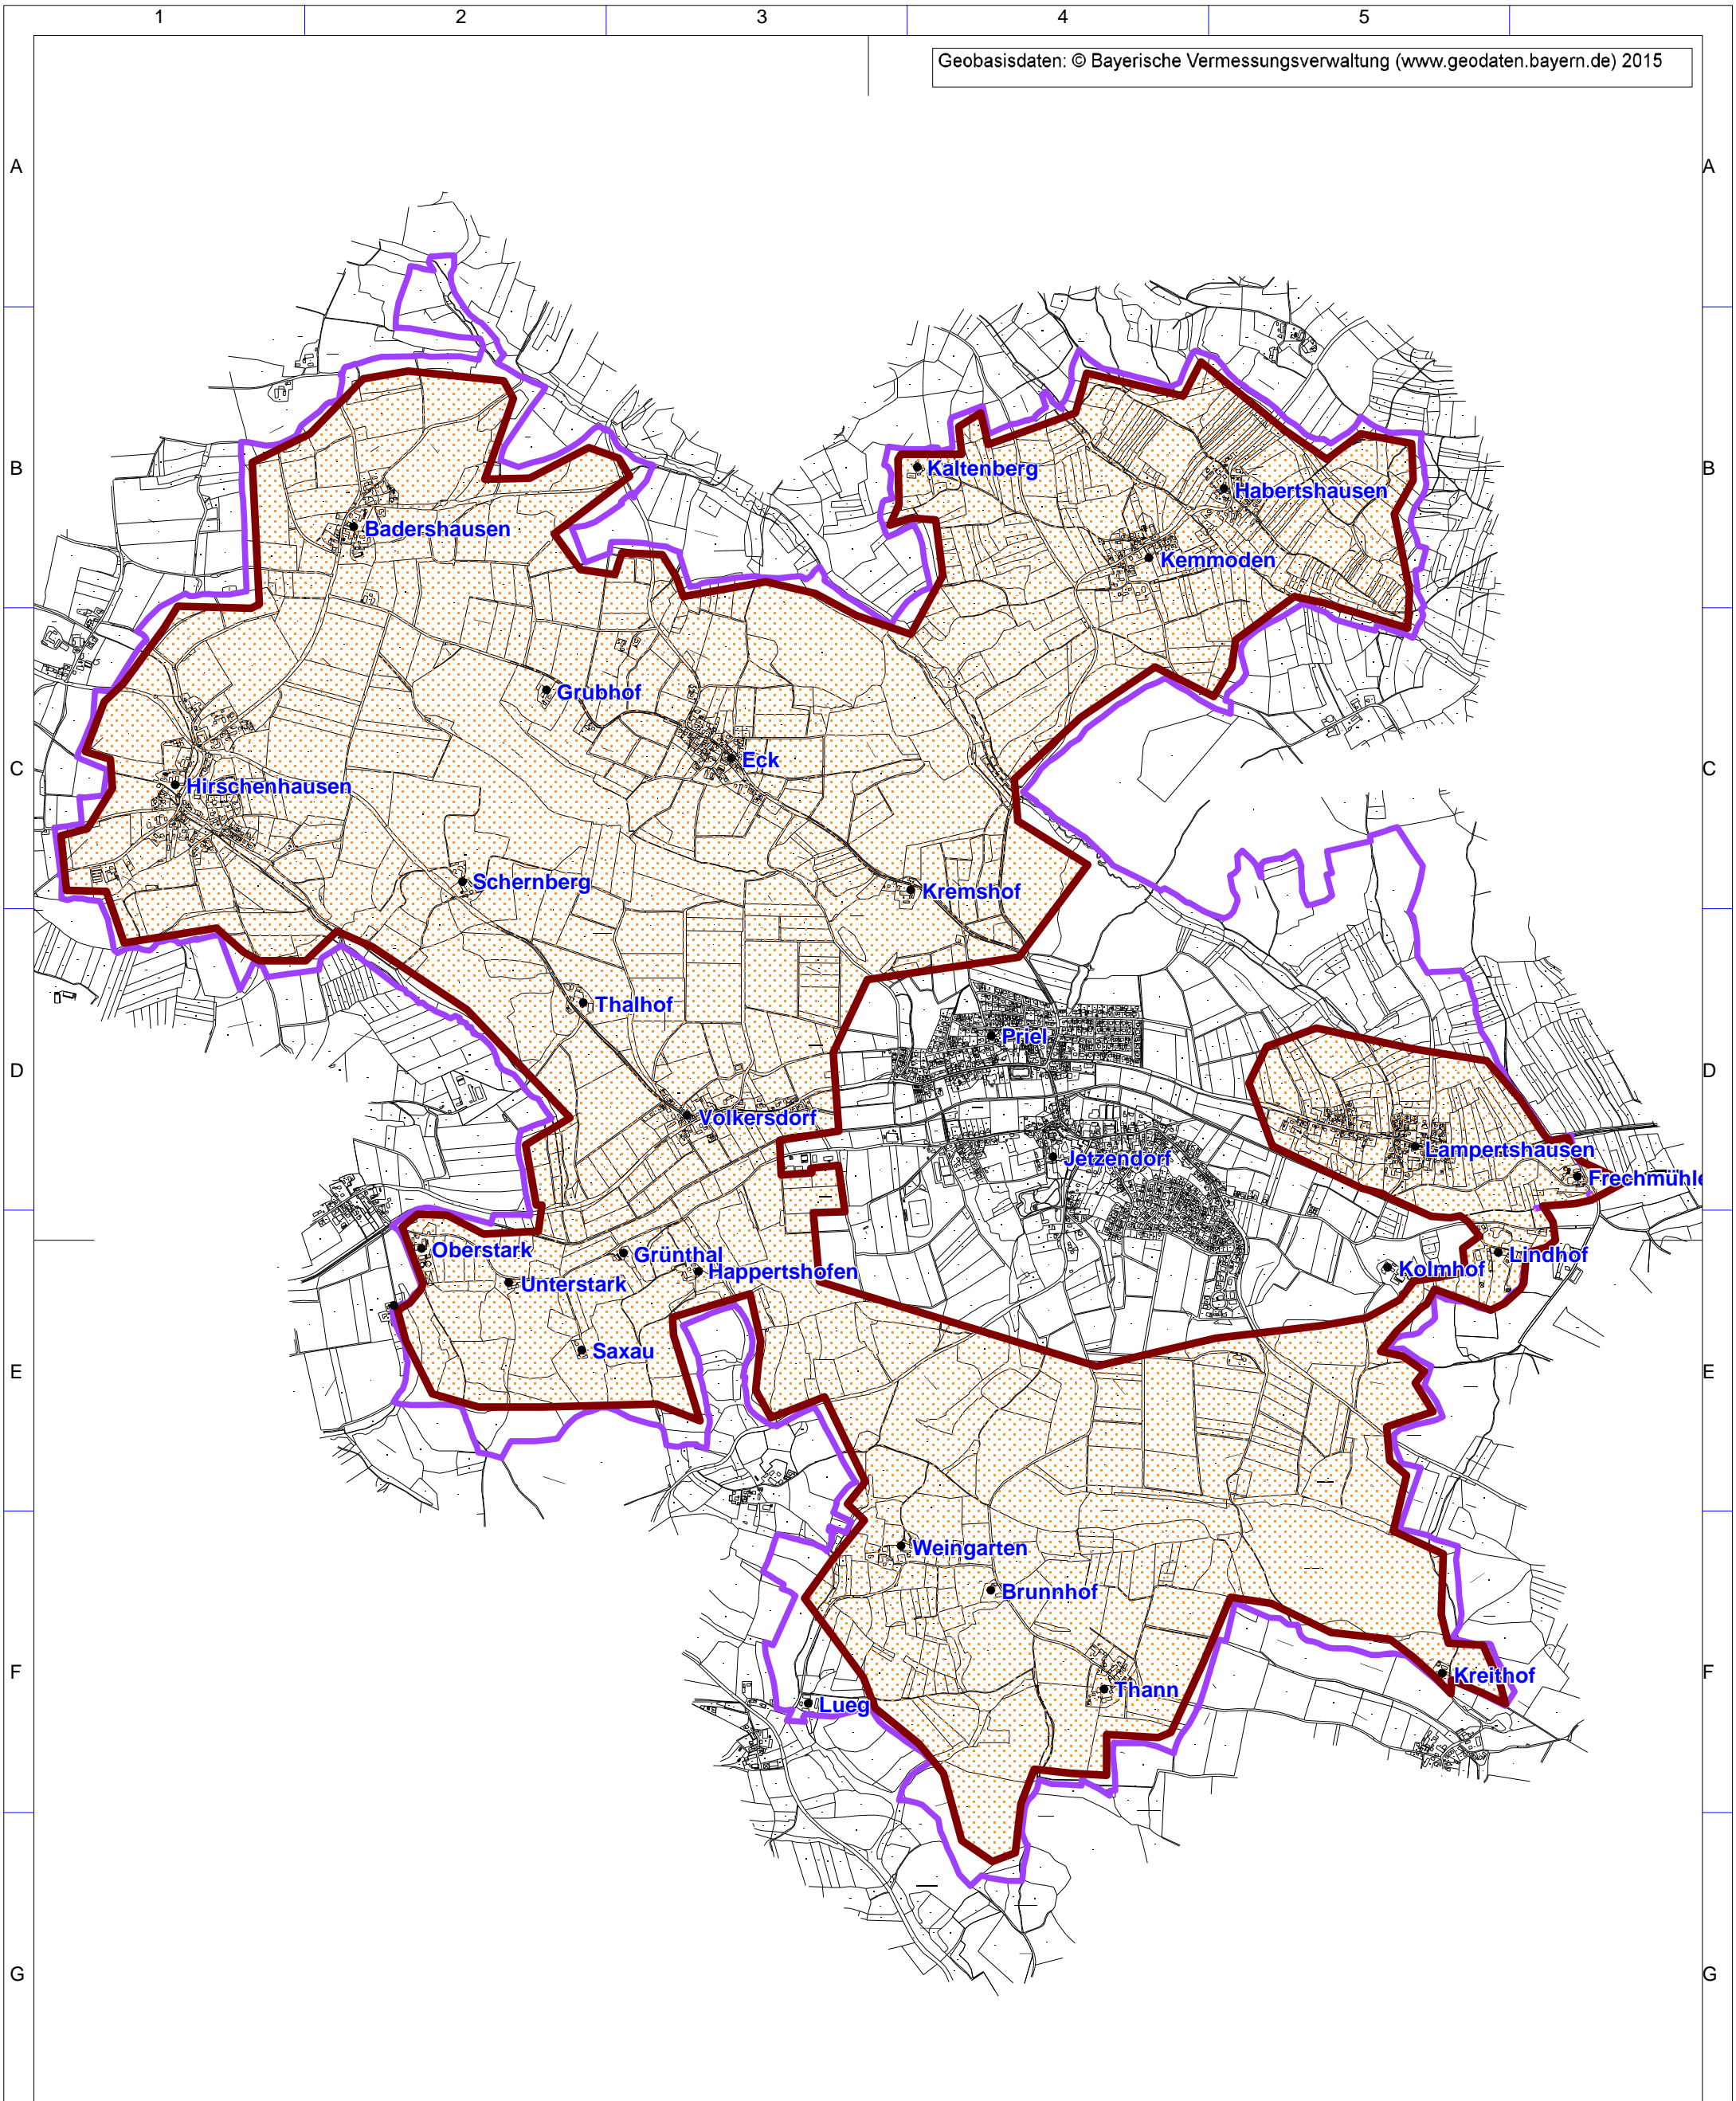 1 2 3 4 5
Geobasisdaten: © Bayerische Vermessungsverwaltung (www.geodaten.bayern.de) 2015
A A
B Kaltenberg B
Habertshausen
Badershausen
Kemmoden
Grubhof
Eck
C C
Hirschenhausen
Schernberg
Kremshof
Thalhof
Priel
D D
Volkersdorf
Lampertshausen
Jetzendorf
Frechmühle
Oberstark
Grünthal
Lindhof
Kolmhof
Happertshofen
Unterstark
Saxau
E E
Weingarten
Brunnhof
F F
Kreithof
Thann
Lueg
G G